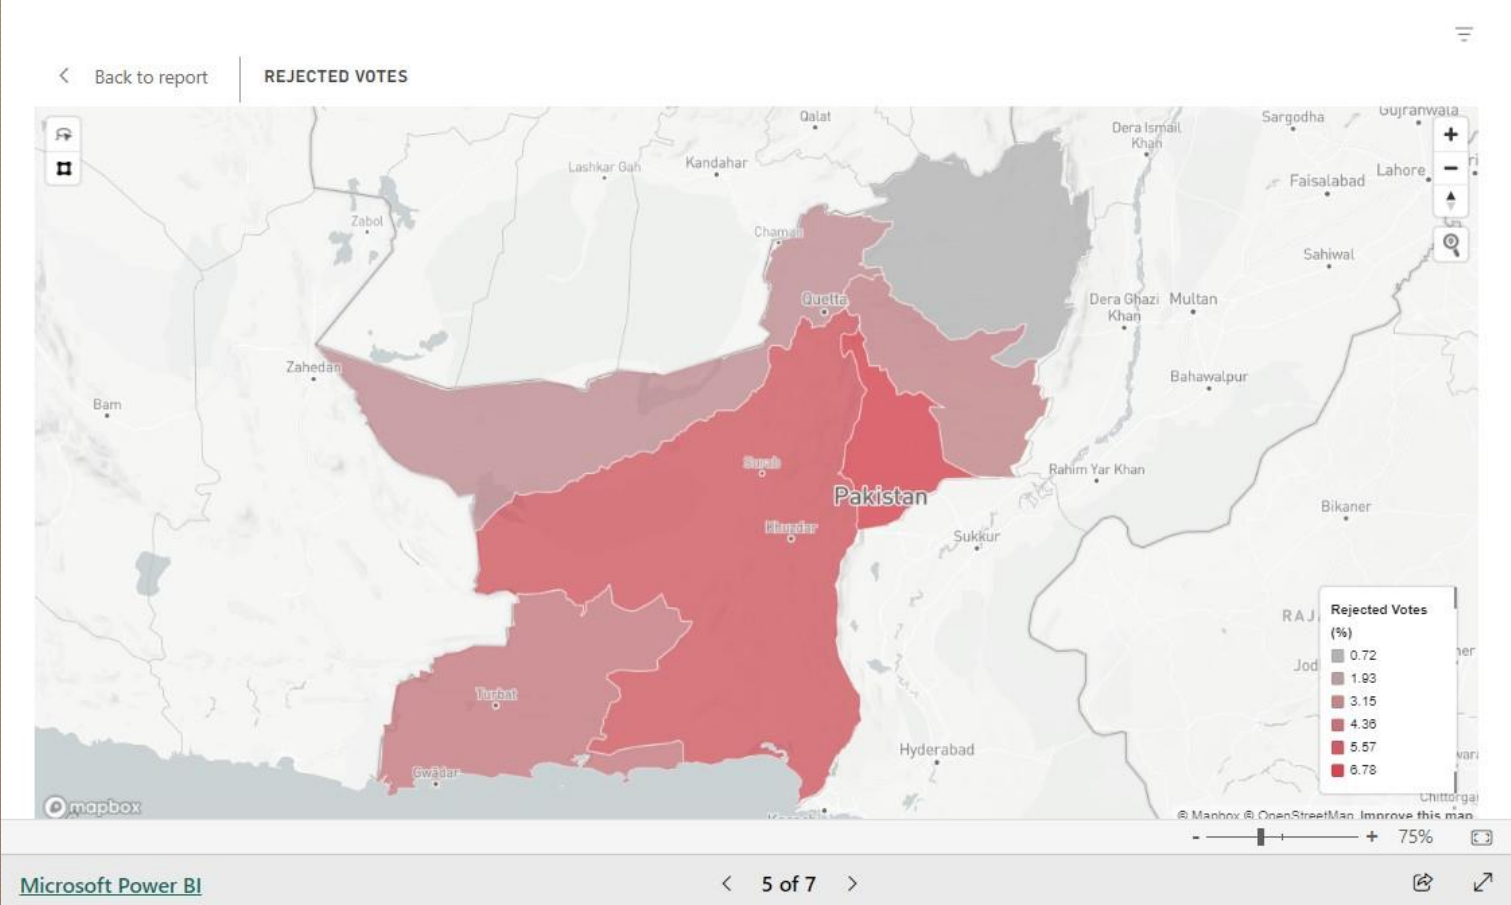 Back to report
REJECTED VOTES
Qalat
Sargodha
Gujranwala
Dera Ismail
Khan
Lashkar Gah
Kandahar
Lahore
Faisalabad
Zabol
Chaman
Sahiwal
Quetta
Dera Ghazi
Khan
Multan
Zahedan
Bahawalpur
Bam
Surab
Rahim Yar Khan
Pakistan
Bikaner
Khuzdar
Sukkur
Rejected Votes
(%)
0.72
1.93
3.15
4.36
5.57
6.78
RAJ
Jod
Turbat
Hyderabad
Gwadar
mapbox
Chittorga
© Mapbox © OpenStreetMap Improve this map
- + 75%
Microsoft Power BI
5 of 7